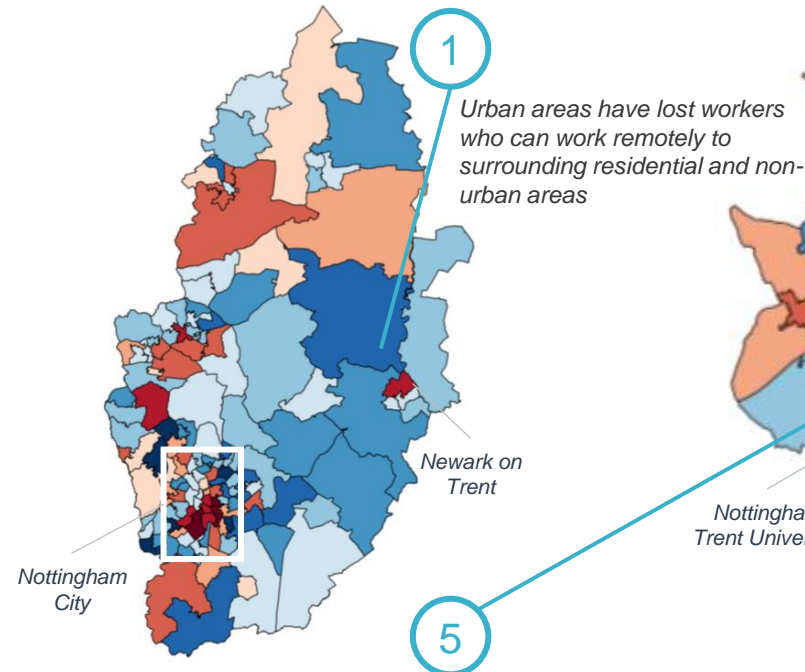 1
Urban areas have lost workers
who can work remotely to
surrounding residential and non-
urban areas
Newark on
Trent
Nottingham
City
5